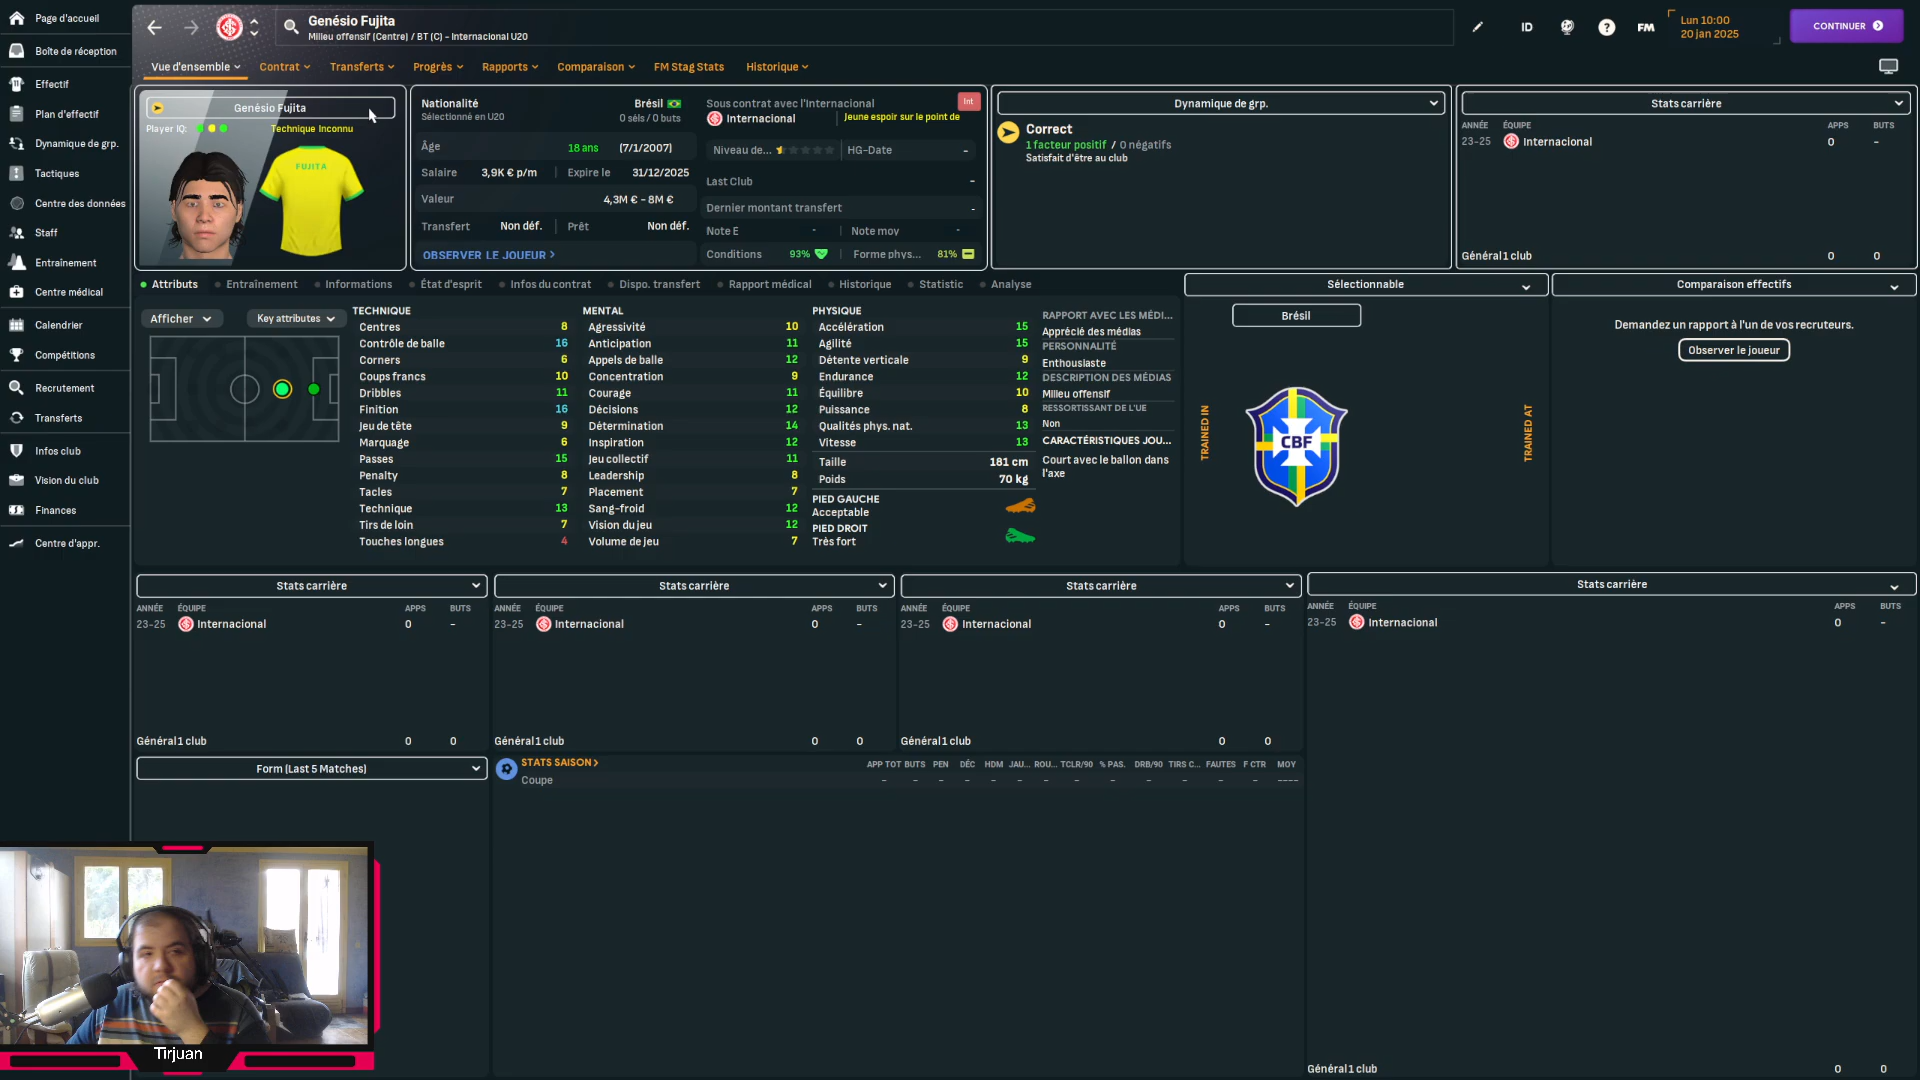 Page d'accueil
Boîte de réception
Effectif
Plan d'effectif
Dynamique de grp.
Tactiques
Centre des données
Staff
Entraînement
Centre médical
Calendrier
Compétitions
Recrutement
Transferts
Infos club
Vision du club
Finances
Centre d'appr.
Genésio Fujita
Milieu offensif (Centre) / BT (C) - Internacional U20
ID
FM
Lun 10:00
20 jan 2025
CONTINUER
Vue d'ensemble
Contrat
Transferts
Progrès
Rapports
Comparaison
FM Stag Stats
Historique
Genésio Fujita
Player IQ:
Technique Inconnu
FUJITA
Nationalité Brésil
Sélectionné en U20 0 séls / 0 buts
Âge 18 ans (7/1/2007)
Salaire 3,9K € p/m Expire le 31/12/2025
Valeur 4,3M € - 8M €
Transfert Non déf. Prêt Non déf.
OBSERVER LE JOUEUR >
Sous contrat avec l'Internacional Int
Internacional Jeune espoir sur le point de
Niveau de... HG-Date -
Last Club -
Dernier montant transfert -
Note E - Note moy -
Conditions 93% Forme phys... 81%
Dynamique de grp.
Correct
1 facteur positif / 0 négatifs
Satisfait d'être au club
Stats carrière
ANNÉE ÉQUIPE APPS BUTS
23-25 Internacional 0 -
Général 1 club 0 0
Attributs
Entraînement
Informations
État d'esprit
Infos du contrat
Dispo. transfert
Rapport médical
Historique
Statistic
Analyse
Afficher
Key attributes
TECHNIQUE
Centres 8
Contrôle de balle 16
Corners 6
Coups francs 10
Dribbles 11
Finition 16
Jeu de tête 9
Marquage 6
Passes 15
Penalty 8
Tacles 7
Technique 13
Tirs de loin 7
Touches longues 4
MENTAL
Agressivité 10
Anticipation 11
Appels de balle 12
Concentration 9
Courage 11
Décisions 12
Détermination 14
Inspiration 12
Jeu collectif 11
Leadership 8
Placement 7
Sang-froid 12
Vision du jeu 12
Volume de jeu 7
PHYSIQUE
Accélération 15
Agilité 15
Détente verticale 9
Endurance 12
Équilibre 10
Puissance 8
Qualités phys. nat. 13
Vitesse 13
Taille 181 cm
Poids 70 kg
PIED GAUCHE
Acceptable
PIED DROIT
Très fort
RAPPORT AVEC LES MÉDI...
Apprécié des médias
PERSONNALITÉ
Enthousiaste
DESCRIPTION DES MÉDIAS
Milieu offensif
RESSORTISSANT DE L'UE
Non
CARACTÉRISTIQUES JOU...
Court avec le ballon dans
l'axe
Sélectionnable
Brésil
TRAINED IN
CBF
TRAINED AT
Comparaison effectifs
Demandez un rapport à l'un de vos recruteurs.
Observer le joueur
Stats carrière
ANNÉE ÉQUIPE APPS BUTS
23-25 Internacional 0 -
Général 1 club 0 0
Stats carrière
ANNÉE ÉQUIPE APPS BUTS
23-25 Internacional 0 -
Général 1 club 0 0
Stats carrière
ANNÉE ÉQUIPE APPS BUTS
23-25 Internacional 0 -
Général 1 club 0 0
Stats carrière
ANNÉE ÉQUIPE APPS BUTS
23-25 Internacional 0 -
Général 1 club 0 0
Form (Last 5 Matches)
STATS SAISON > APP TOT BUTS PEN DÉC HDM JAU... ROU... TCLR/90 % PAS. DRB/90 TIRS C... FAUTES F CTR MOY
Coupe - - - - - - - - - - - - - ----
Tirjuan